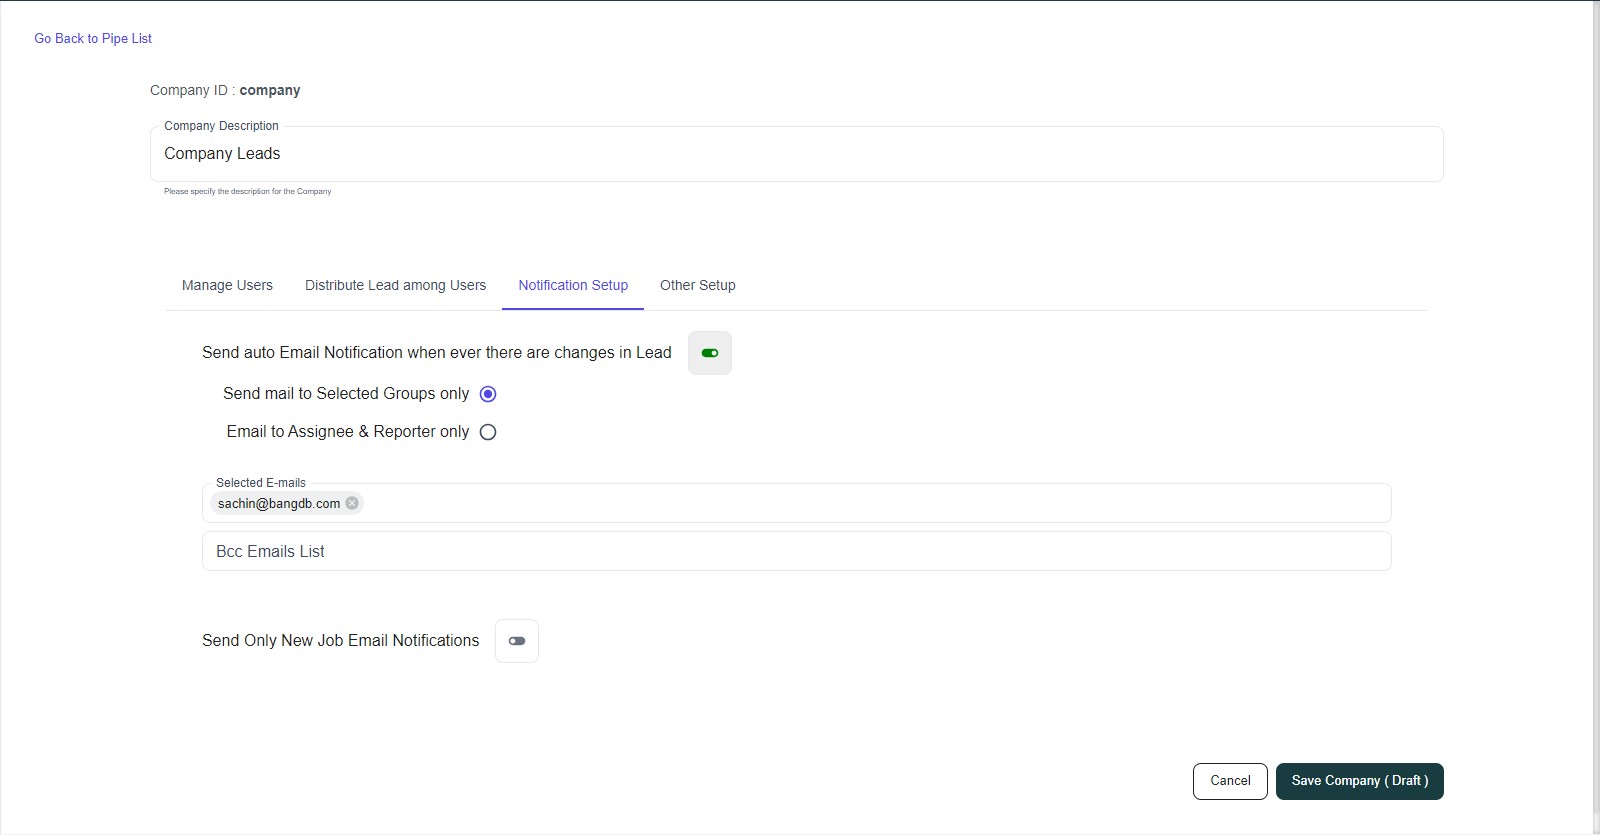 Go Back to Pipe List
Company ID : company
Company Description
Company Leads
Please specify the description for the Company
Manage Users Distribute Lead among Users Notification Setup Other Setup
Send auto Email Notification when ever there are changes in Lead
Send mail to Selected Groups only
Email to Assignee & Reporter only
Selected E-mails
sachin@bangdb.com
Bcc Emails List
Send Only New Job Email Notifications
Cancel Save Company ( Draft )